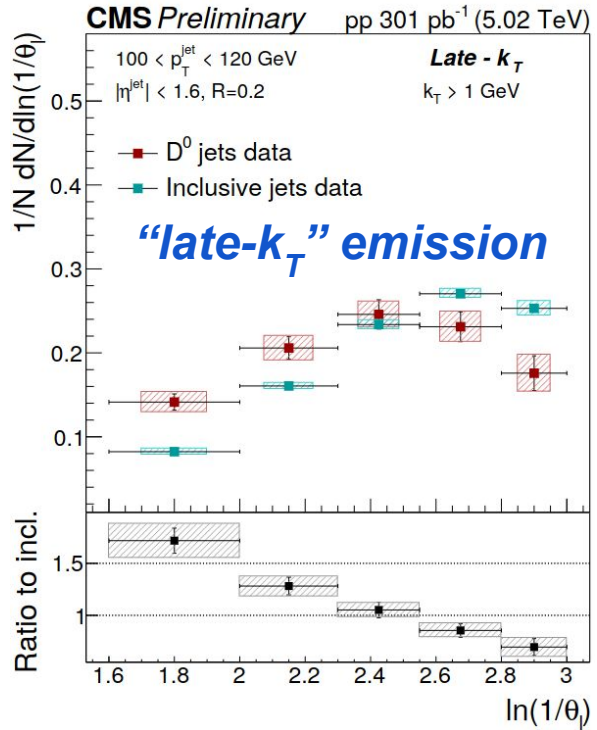 CMS Preliminary pp 301 pb⁻¹ (5.02 TeV)
100 < p_T^jet < 120 GeV
|η^jet| < 1.6, R=0.2
Late - k_T
k_T > 1 GeV
D⁰ jets data
Inclusive jets data
“late-k_T” emission
1/N dN/dln(1/θ_l)
0.5
0.4
0.3
0.2
0.1
Ratio to incl.
1.5
1
1.6 1.8 2 2.2 2.4 2.6 2.8 3
ln(1/θ_l)